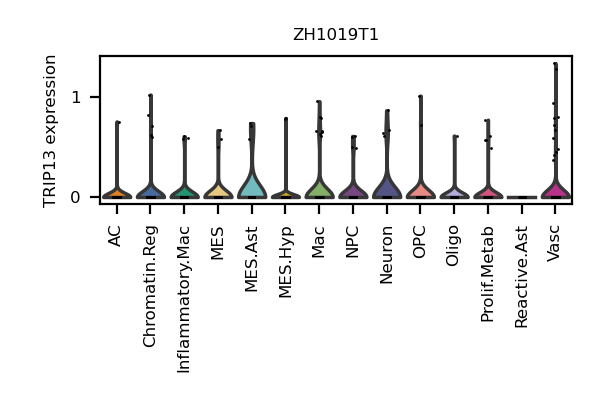 ZH1019T1
TRIP13 expression
1
0
AC
Chromatin.Reg
Inflammatory.Mac
MES
MES.Ast
MES.Hyp
Mac
NPC
Neuron
OPC
Oligo
Prolif.Metab
Reactive.Ast
Vasc